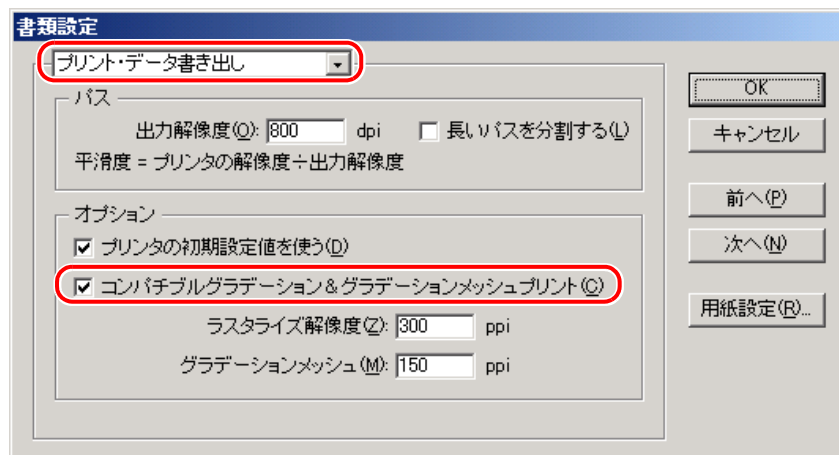 書類設定
プリント・データ書き出し
パス
出力解像度(O): 800 dpi 長いパスを分割する(L)
平滑度 = プリンタの解像度÷出力解像度
オプション
プリンタの初期設定値を使う(D)
コンパチブルグラデーション&グラデーションメッシュプリント(C)
ラスタライズ解像度(Z): 300 ppi
グラデーションメッシュ(M): 150 ppi
OK
キャンセル
前へ(P)
次へ(N)
用紙設定(R)...